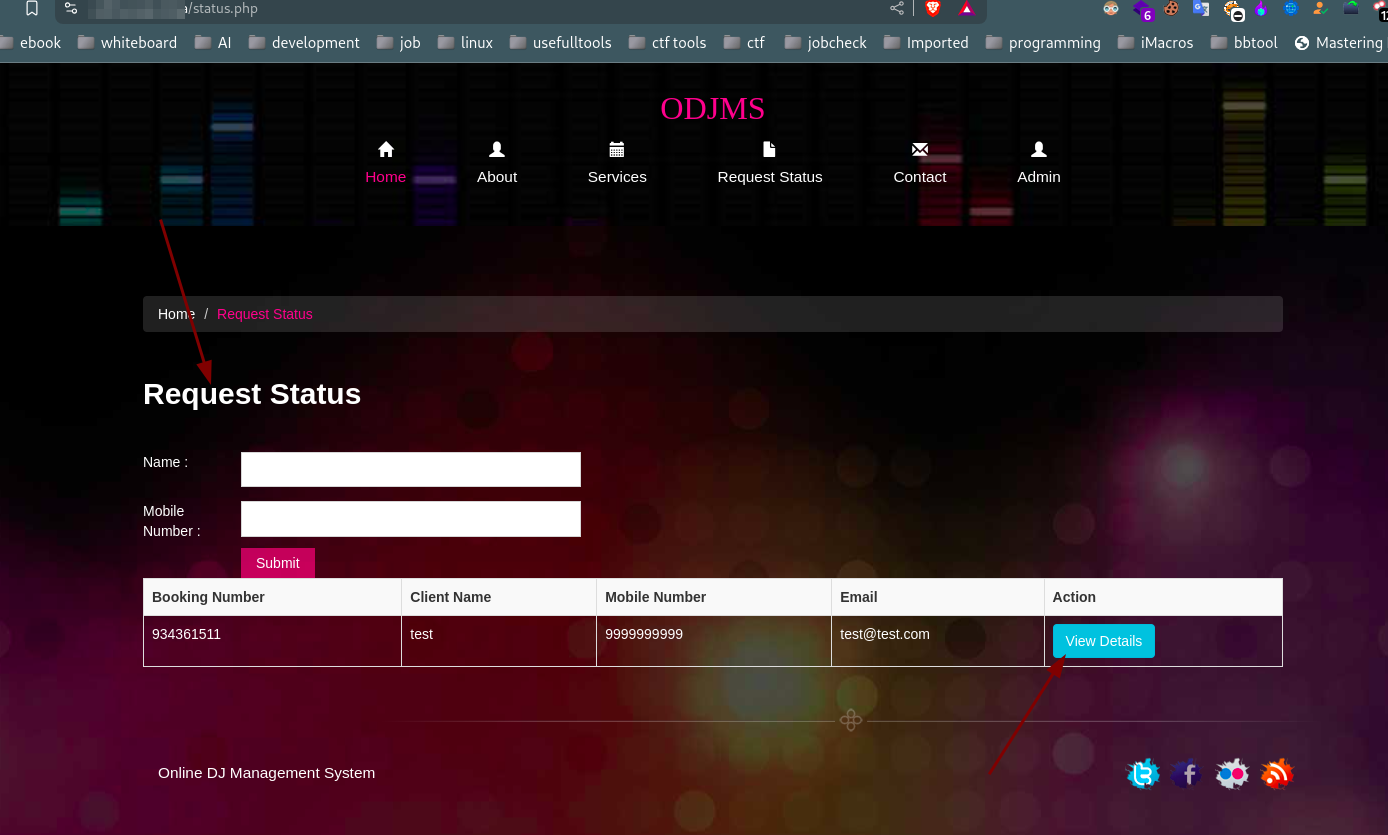 a/status.php
6
12
ebook whiteboard AI development job linux usefulltools ctf tools ctf jobcheck Imported programming iMacros bbtool Mastering
ODJMS
Home About Services Request Status Contact Admin
Home / Request Status
Request Status
Name :
Mobile
Number :
Submit
Booking Number Client Name Mobile Number Email Action
934361511 test 9999999999 test@test.com View Details
Online DJ Management System